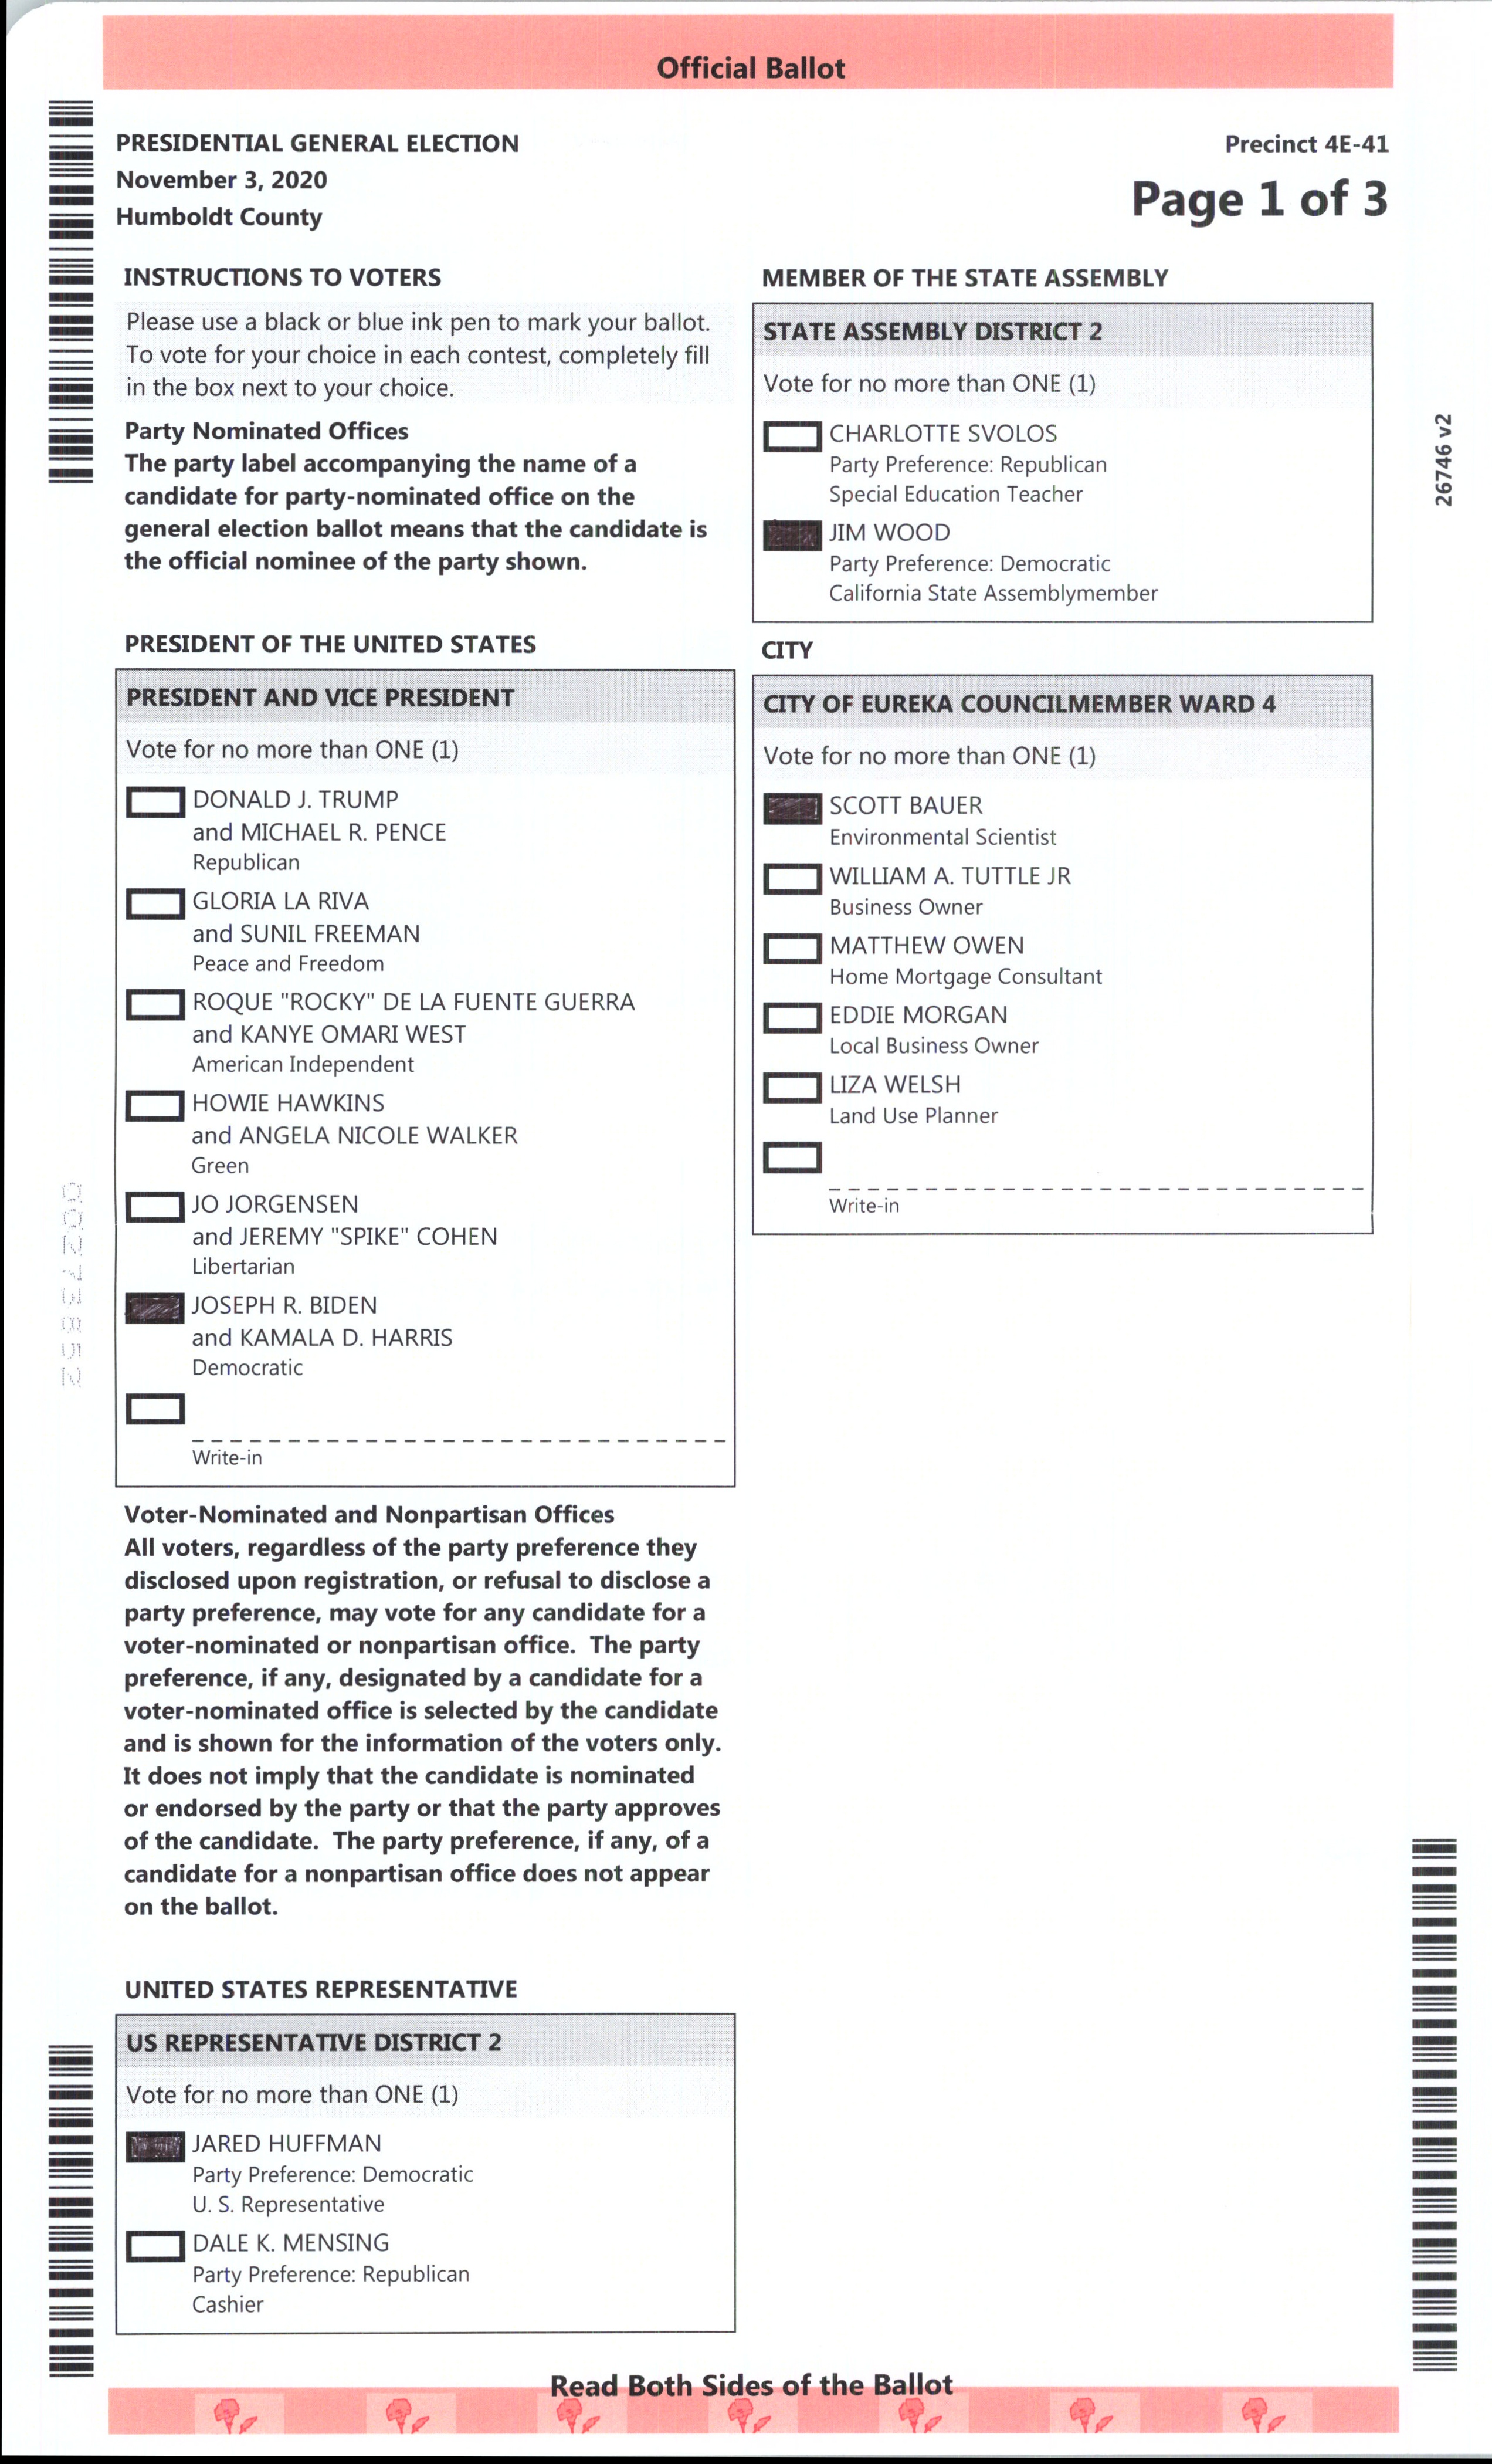 Official Ballot
PRESIDENTIAL GENERAL ELECTION
November 3, 2020
Humboldt County
Precinct 4E-41
Page 1 of 3
INSTRUCTIONS TO VOTERS
Please use a black or blue ink pen to mark your ballot.
To vote for your choice in each contest, completely fill
in the box next to your choice.
Party Nominated Offices
The party label accompanying the name of a
candidate for party-nominated office on the
general election ballot means that the candidate is
the official nominee of the party shown.
PRESIDENT OF THE UNITED STATES
PRESIDENT AND VICE PRESIDENT
Vote for no more than ONE (1)
DONALD J. TRUMP
and MICHAEL R. PENCE
Republican
GLORIA LA RIVA
and SUNIL FREEMAN
Peace and Freedom
ROQUE "ROCKY" DE LA FUENTE GUERRA
and KANYE OMARI WEST
American Independent
HOWIE HAWKINS
and ANGELA NICOLE WALKER
Green
JO JORGENSEN
and JEREMY "SPIKE" COHEN
Libertarian
JOSEPH R. BIDEN
and KAMALA D. HARRIS
Democratic
Write-in
Voter-Nominated and Nonpartisan Offices
All voters, regardless of the party preference they
disclosed upon registration, or refusal to disclose a
party preference, may vote for any candidate for a
voter-nominated or nonpartisan office. The party
preference, if any, designated by a candidate for a
voter-nominated office is selected by the candidate
and is shown for the information of the voters only.
It does not imply that the candidate is nominated
or endorsed by the party or that the party approves
of the candidate. The party preference, if any, of a
candidate for a nonpartisan office does not appear
on the ballot.
UNITED STATES REPRESENTATIVE
US REPRESENTATIVE DISTRICT 2
Vote for no more than ONE (1)
JARED HUFFMAN
Party Preference: Democratic
U. S. Representative
DALE K. MENSING
Party Preference: Republican
Cashier
MEMBER OF THE STATE ASSEMBLY
STATE ASSEMBLY DISTRICT 2
Vote for no more than ONE (1)
CHARLOTTE SVOLOS
Party Preference: Republican
Special Education Teacher
JIM WOOD
Party Preference: Democratic
California State Assemblymember
CITY
CITY OF EUREKA COUNCILMEMBER WARD 4
Vote for no more than ONE (1)
SCOTT BAUER
Environmental Scientist
WILLIAM A. TUTTLE JR
Business Owner
MATTHEW OWEN
Home Mortgage Consultant
EDDIE MORGAN
Local Business Owner
LIZA WELSH
Land Use Planner
Write-in
26746 v2
00273852
Read Both Sides of the Ballot